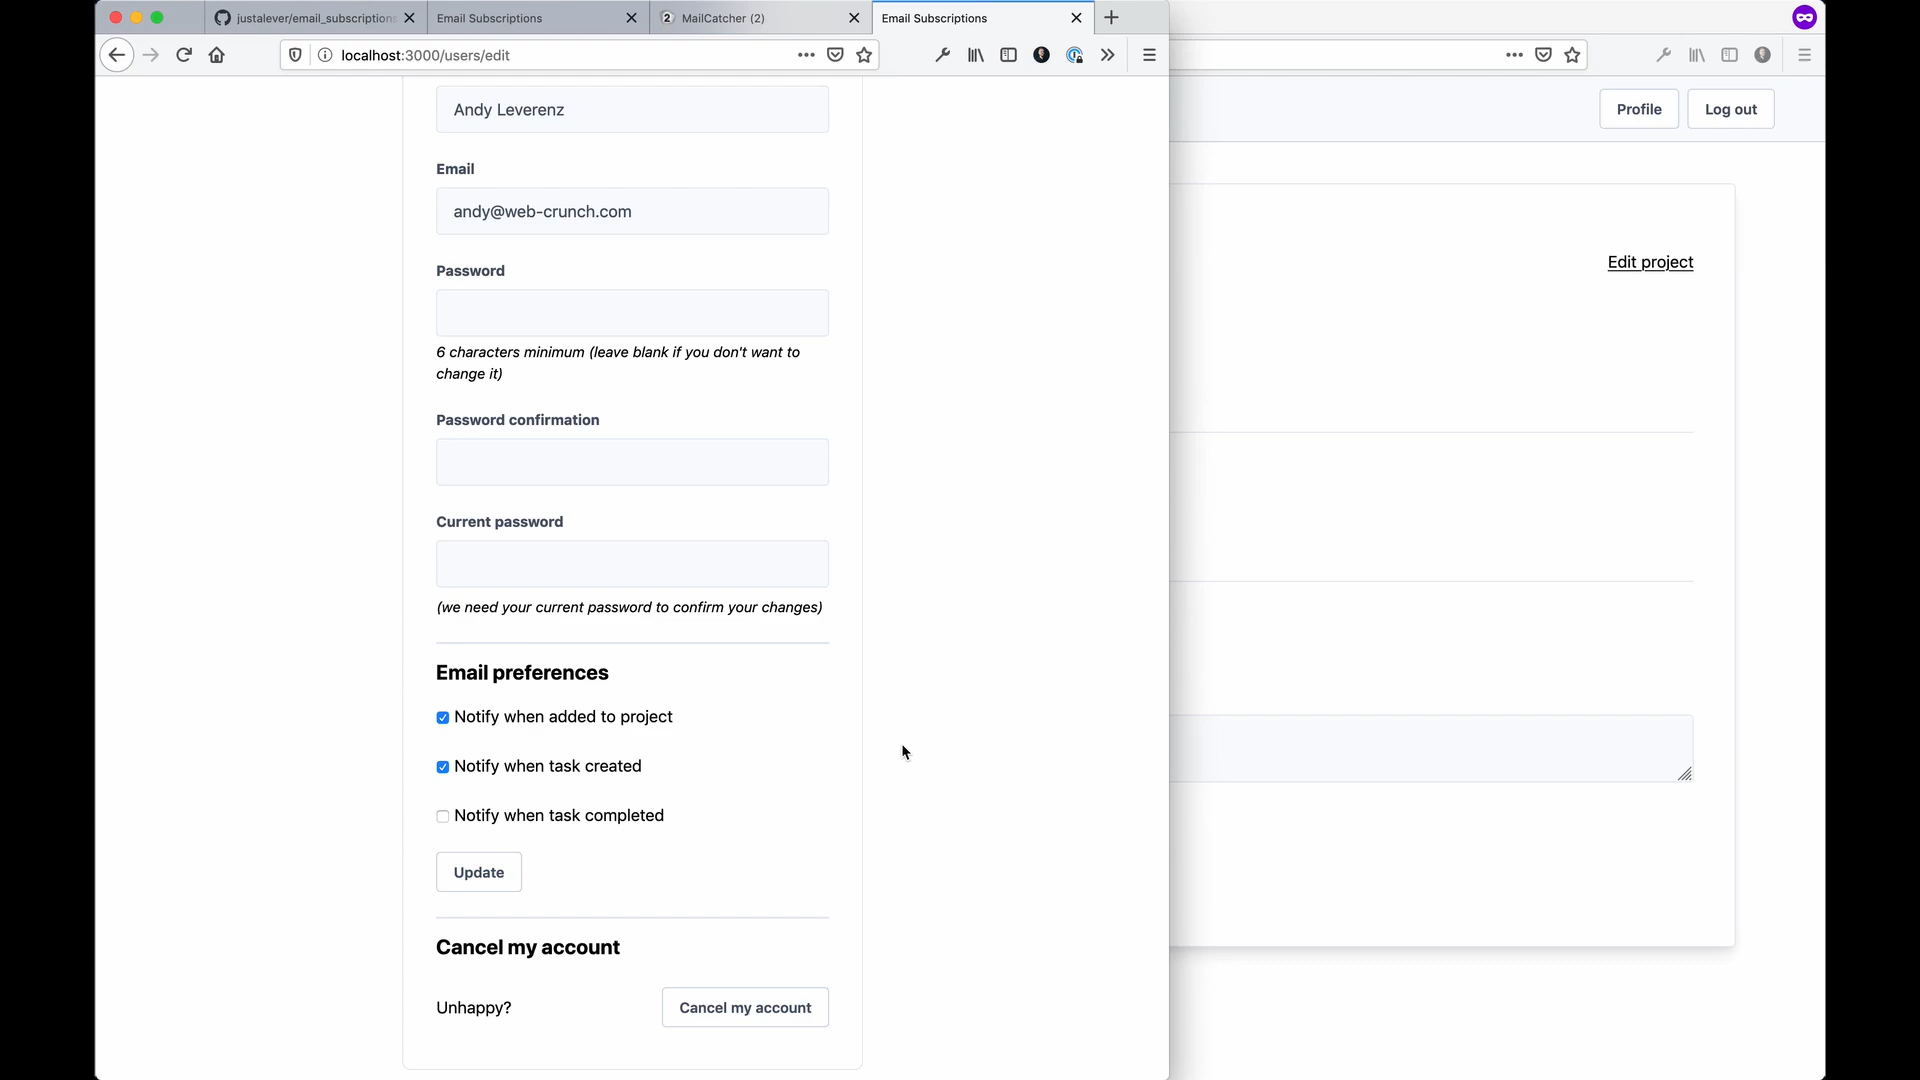 justalever/email_subscriptions
Email Subscriptions
2 MailCatcher (2)
Email Subscriptions
localhost:3000/users/edit
Profile
Log out
Andy Leverenz
Edit project
Email
andy@web-crunch.com
Password
6 characters minimum (leave blank if you don't want to
change it)
Password confirmation
Current password
(we need your current password to confirm your changes)
Email preferences
Notify when added to project
Notify when task created
Notify when task completed
Update
Cancel my account
Unhappy?
Cancel my account